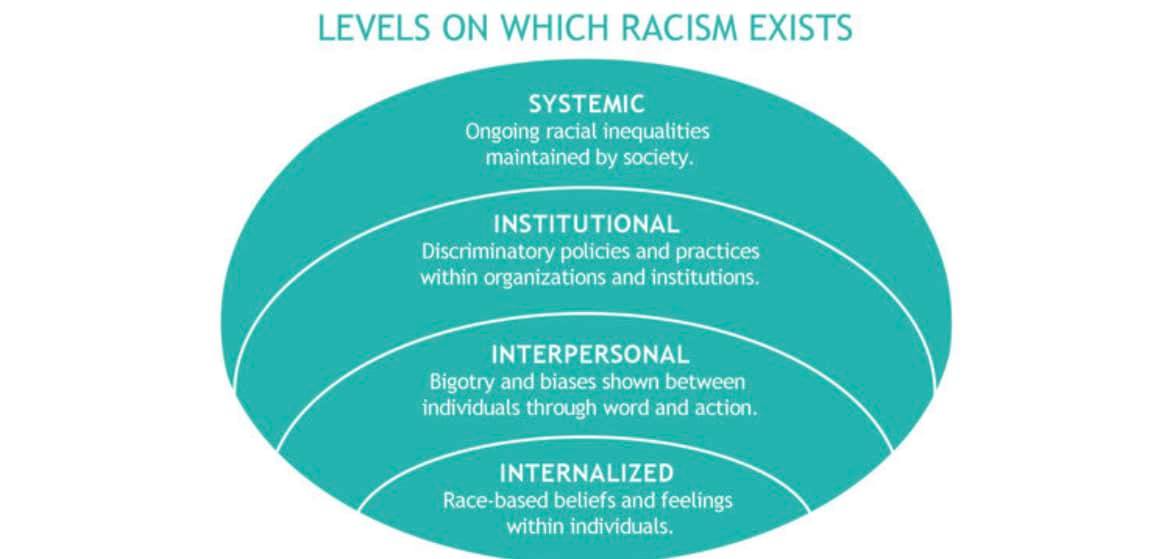 LEVELS ON WHICH RACISM EXISTS
SYSTEMIC
Ongoing racial inequalities
maintained by society.
INSTITUTIONAL
Discriminatory policies and practices
within organizations and institutions.
INTERPERSONAL
Bigotry and biases shown between
individuals through word and action.
INTERNALIZED
Race-based beliefs and feelings
within individuals.